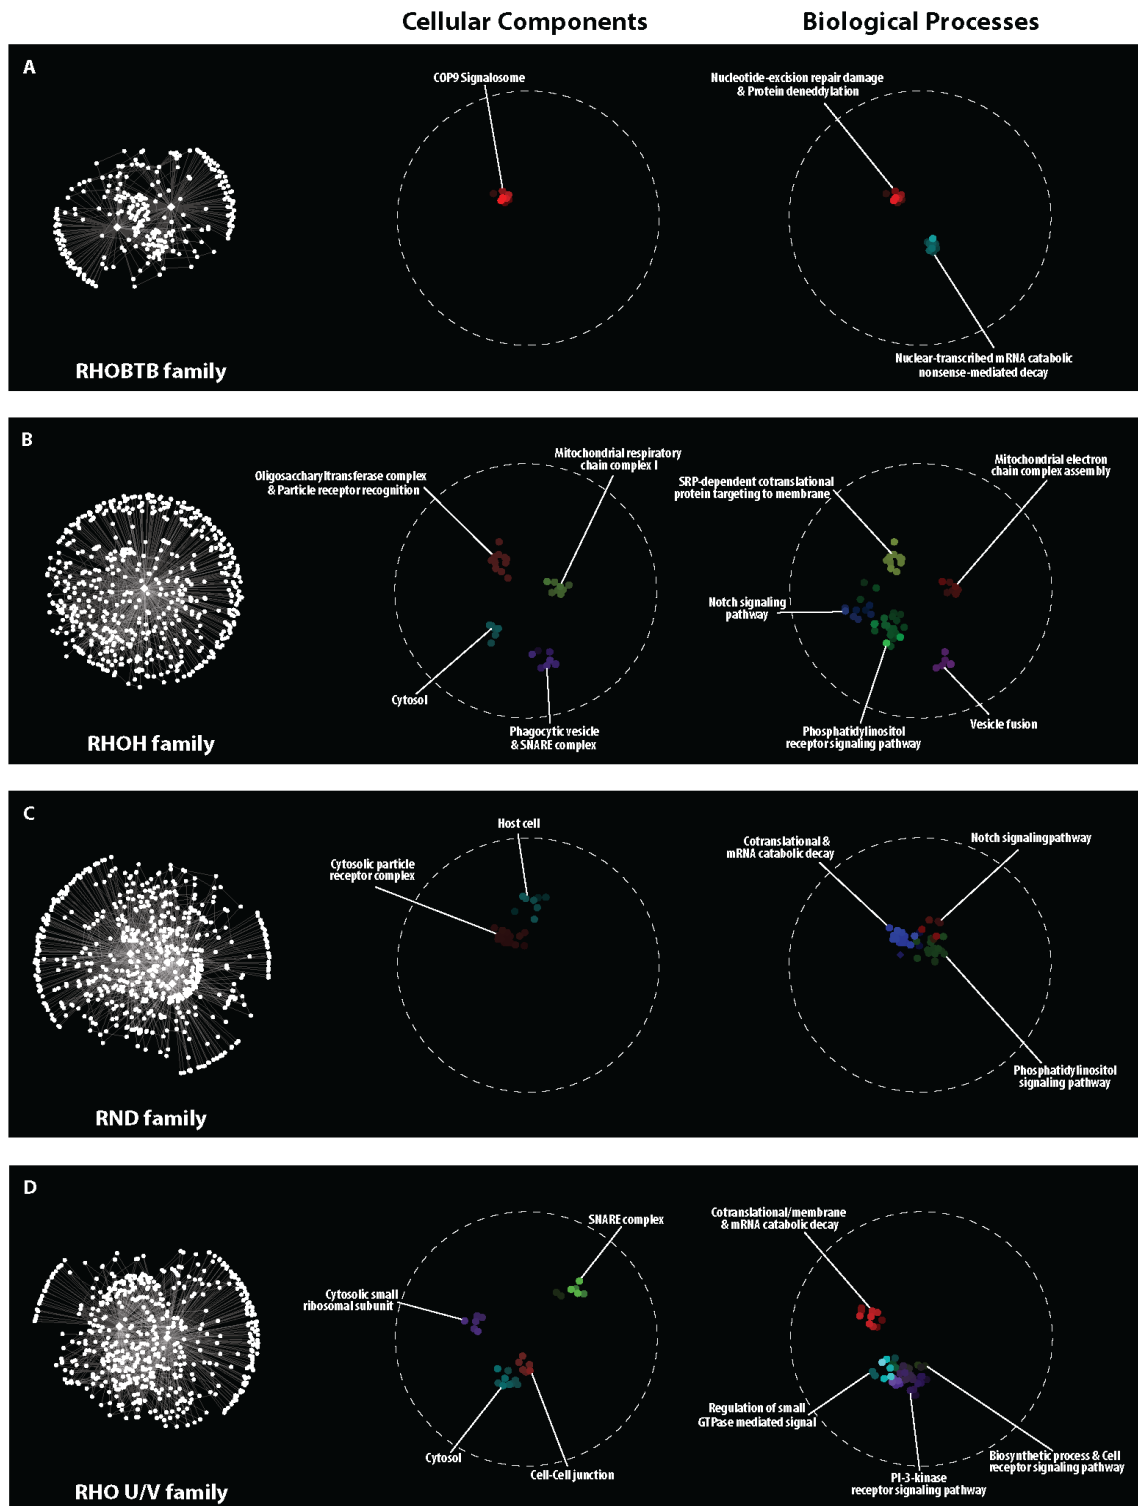 Cellular Components
Biological Processes
A
COP9 Signalosome
Nucleotide-excision repair damage
& Protein deneddylation
Nuclear-transcribed mRNA catabolic
nonsense-mediated decay
RHOBTB family
B
Oligosaccharyltransferase complex
& Particle receptor recognition
Mitochondrial respiratory
chain complex I
Cytosol
Phagocytic vesicle
& SNARE complex
SRP-dependent cotranslational
protein targeting to membrane
Mitochondrial electron
chain complex assembly
Notch signaling
pathway
Phosphatidylinositol
receptor signaling pathway
Vesicle fusion
RHOH family
C
Host cell
Cytosolic particle
receptor complex
Cotranslational &
mRNA catabolic decay
Notch signalingpathway
Phosphatidylinositol
signaling pathway
RND family
D
SNARE complex
Cytosolic small
ribosomal subunit
Cytosol
Cell-Cell junction
Cotranslational/membrane
& mRNA catabolic decay
Regulation of small
GTPase mediated signal
PI-3-kinase
receptor signaling pathway
Biosynthetic process & Cell
receptor signaling pathway
RHO U/V family